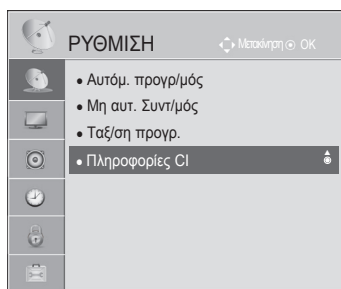 ΡΥΘΜΙΣΗ Μετακίνηση OK
• Αυτόμ. προγρ/μός
• Μη αυτ. Συντ/μός
• Ταξ/ση προγρ.
• Πληροφορίες CI